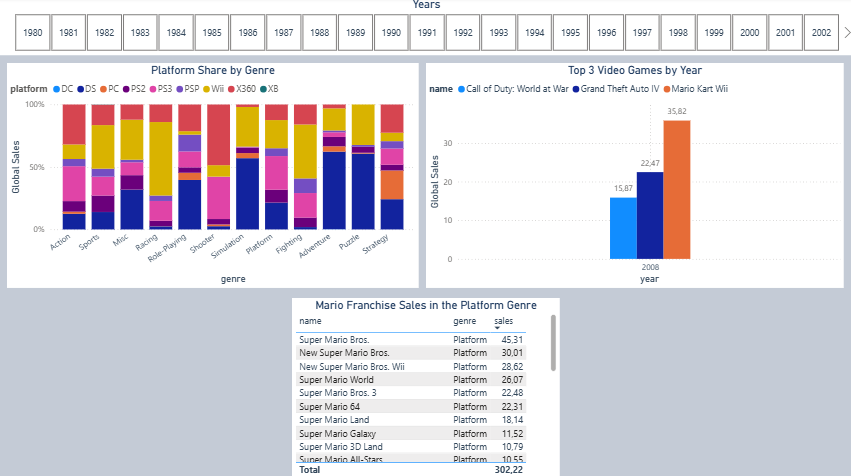 Years
1980 1981 1982 1983 1984 1985 1986 1987 1988 1989 1990 1991 1992 1993 1994 1995 1996 1997 1998 1999 2000 2001 2002
Platform Share by Genre
platform DC DS PC PS2 PS3 PSP Wii X360 XB
100%
50%
0%
Global Sales
Action Sports Misc Racing Role-Playing Shooter Simulation Platform Fighting Adventure Puzzle Strategy
genre
Top 3 Video Games by Year
name Call of Duty: World at War Grand Theft Auto IV Mario Kart Wii
35,82
30
22,47
20
15,87
10
0
Global Sales
2008
year
Mario Franchise Sales in the Platform Genre
name genre sales
Super Mario Bros. Platform 45,31
New Super Mario Bros. Platform 30,01
New Super Mario Bros. Wii Platform 28,62
Super Mario World Platform 26,07
Super Mario Bros. 3 Platform 22,48
Super Mario 64 Platform 22,31
Super Mario Land Platform 18,14
Super Mario Galaxy Platform 11,52
Super Mario 3D Land Platform 10,79
Super Mario All-Stars Platform 10,55
Total 302,22